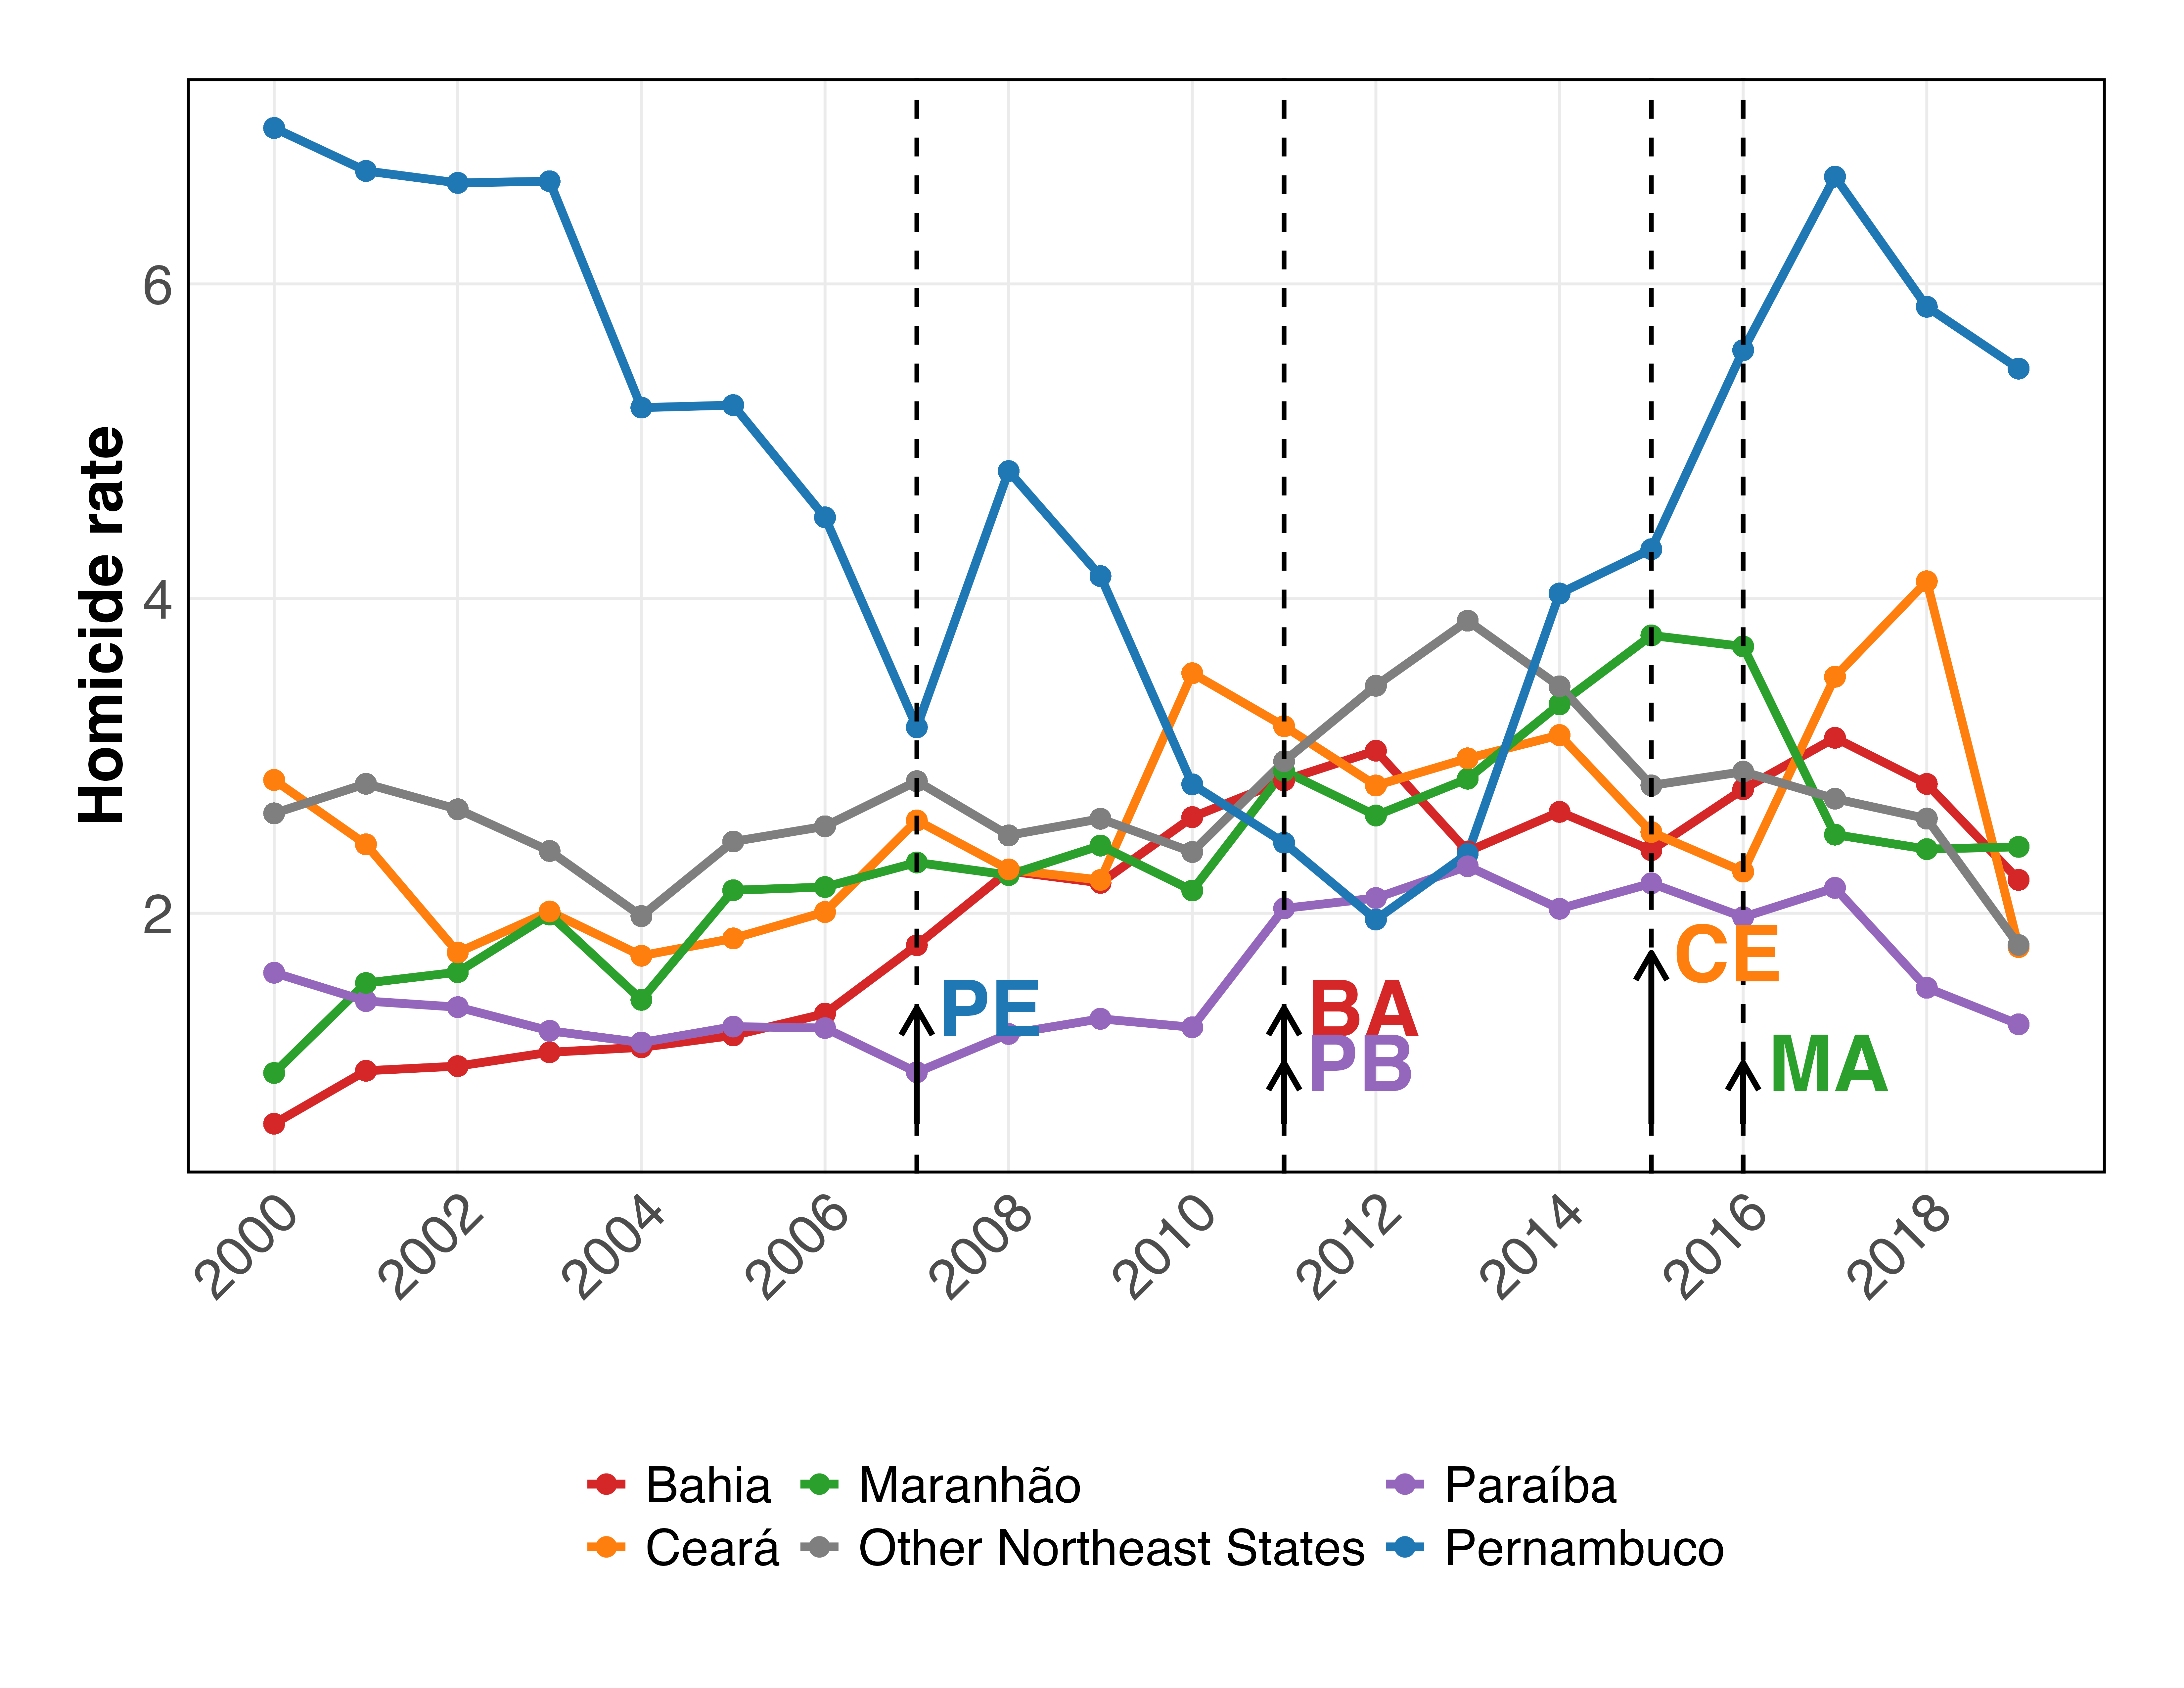 Homicide rate
6
4
2
PE
BA
PB
CE
MA
2000 2002 2004 2006 2008 2010 2012 2014 2016 2018
Bahia Maranhão Paraíba
Ceará Other Northeast States Pernambuco